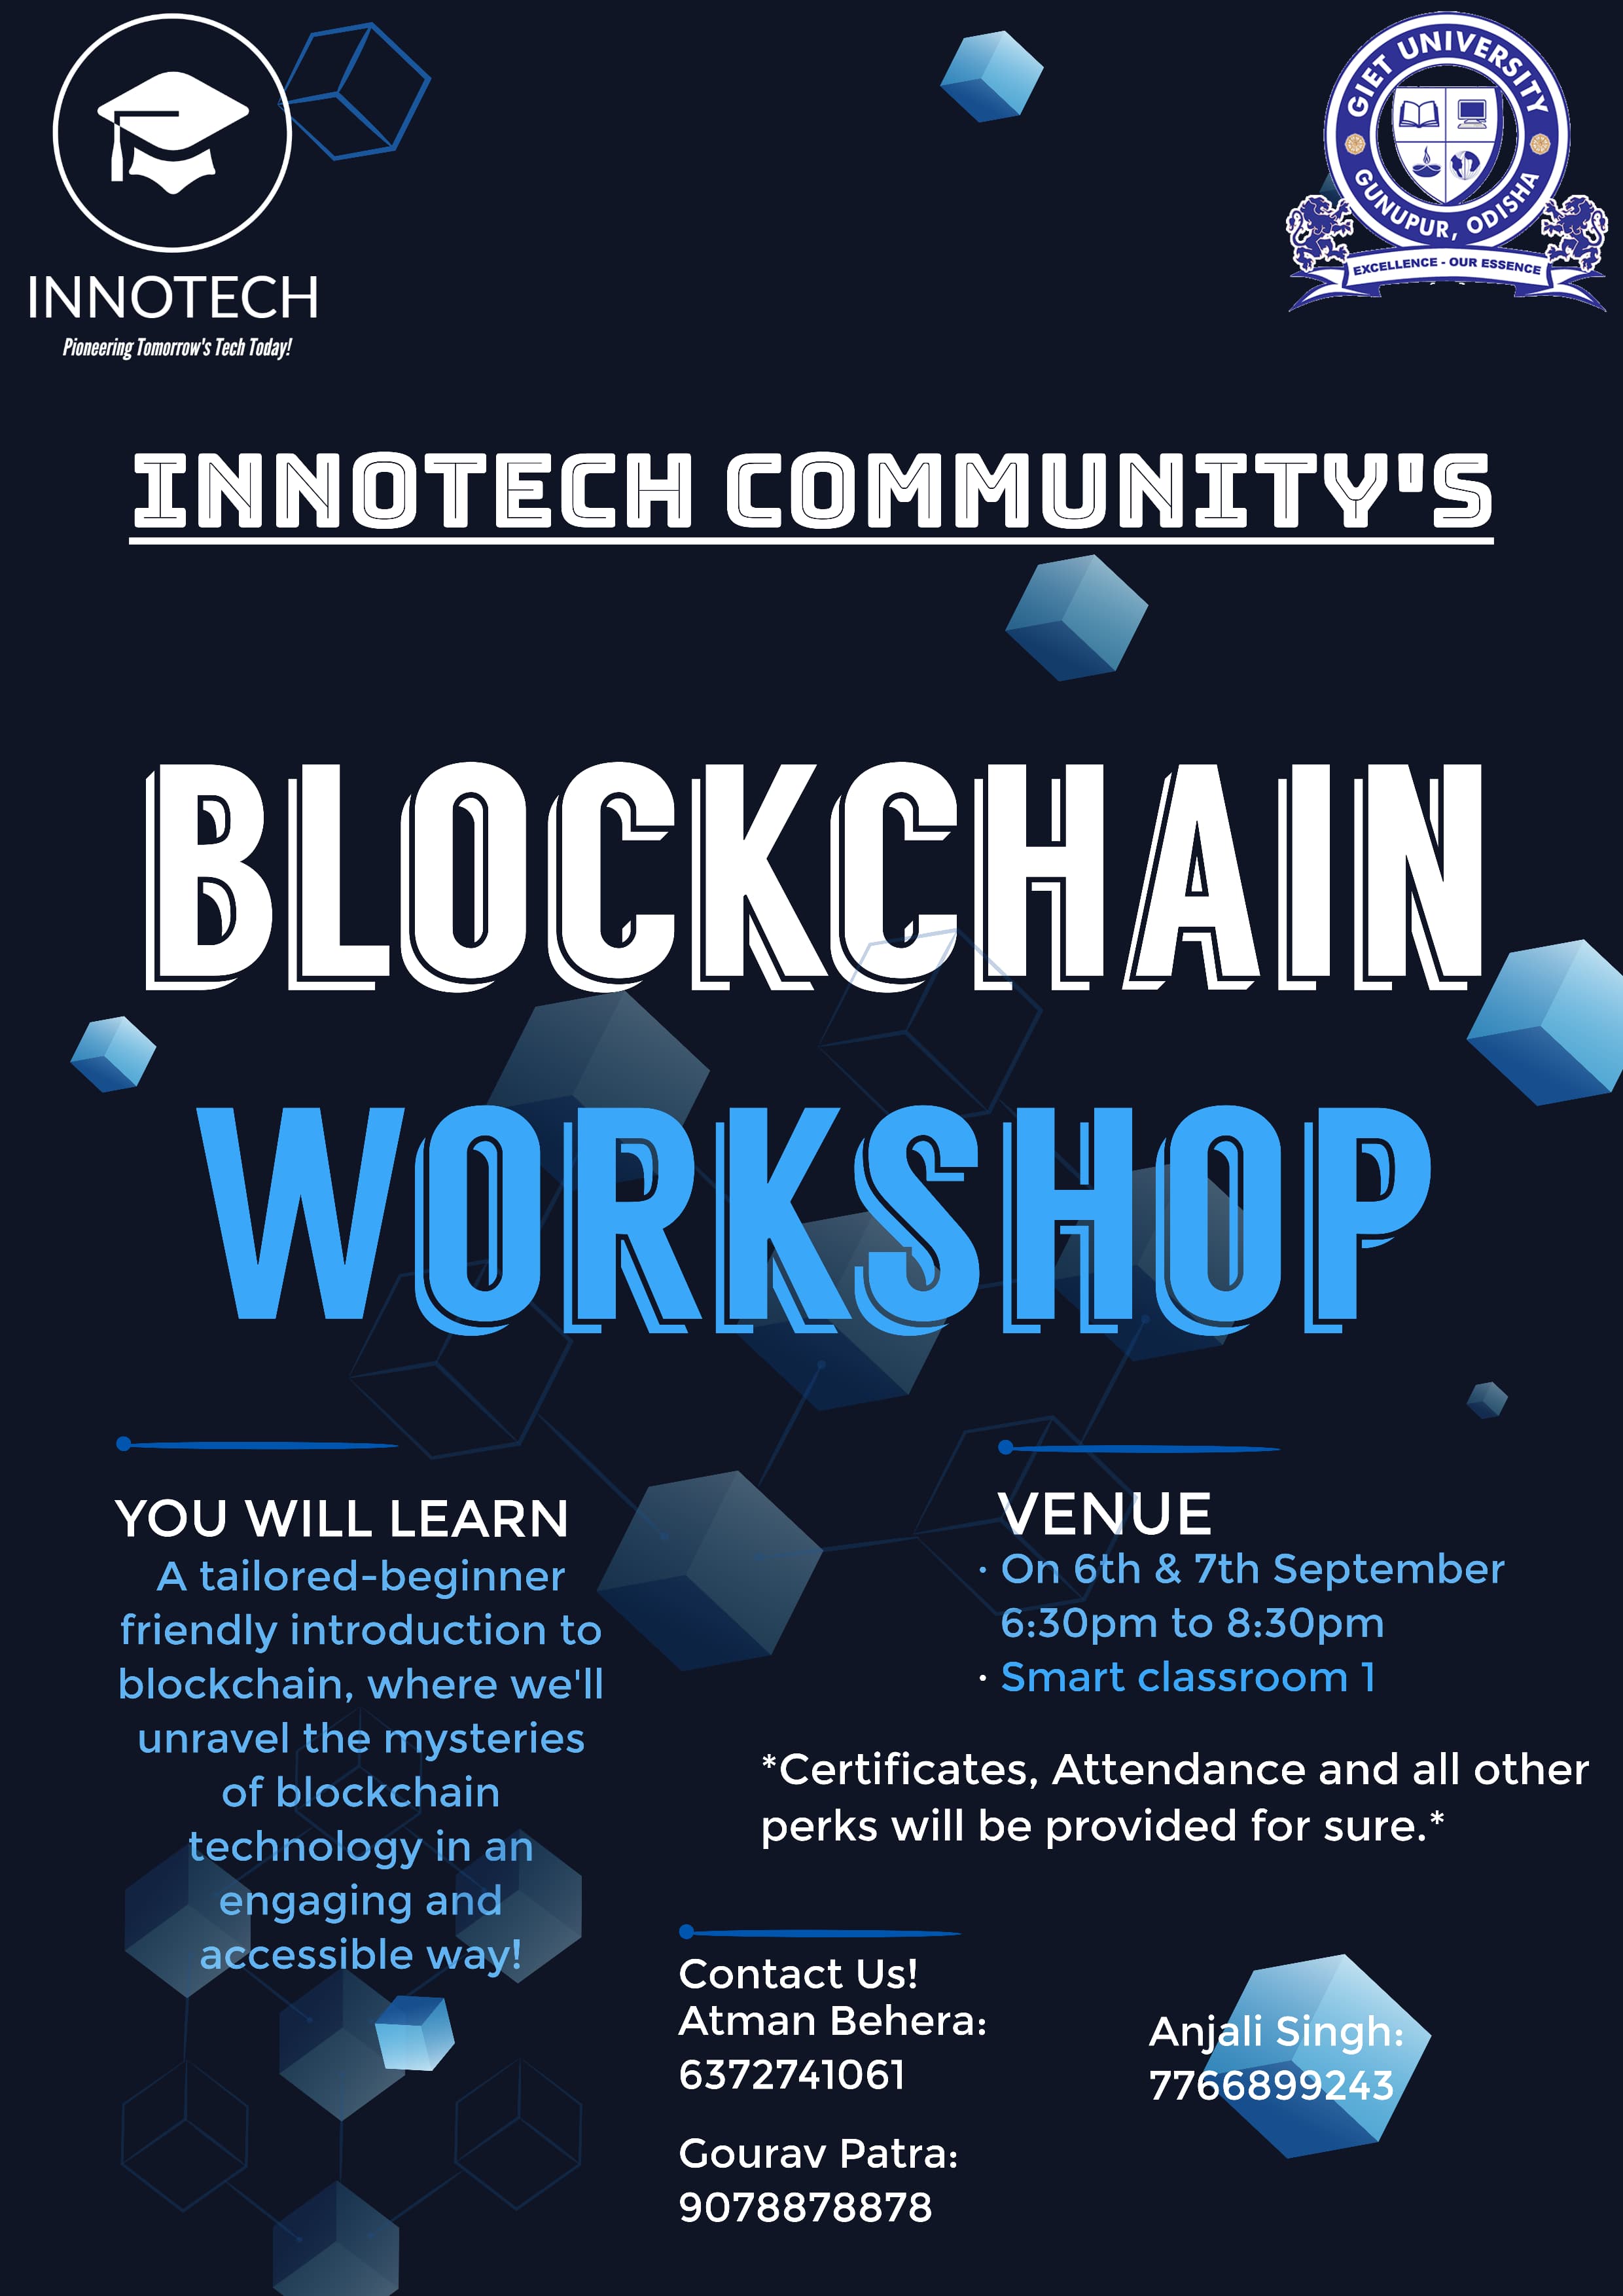 INNOTECH
Pioneering Tomorrow's Tech Today!
GIET UNIVERSITY
GUNUPUR, ODISHA
EXCELLENCE - OUR ESSENCE
INNOTECH COMMUNITY'S
BLOCKCHAIN
WORKSHOP
YOU WILL LEARN
A tailored-beginner
friendly introduction to
blockchain, where we'll
unravel the mysteries
of blockchain
technology in an
engaging and
accessible way!
VENUE
· On 6th & 7th September
6:30pm to 8:30pm
· Smart classroom 1
*Certificates, Attendance and all other
perks will be provided for sure.*
Contact Us!
Atman Behera:
6372741061
Gourav Patra:
9078878878
Anjali Singh:
7766899243